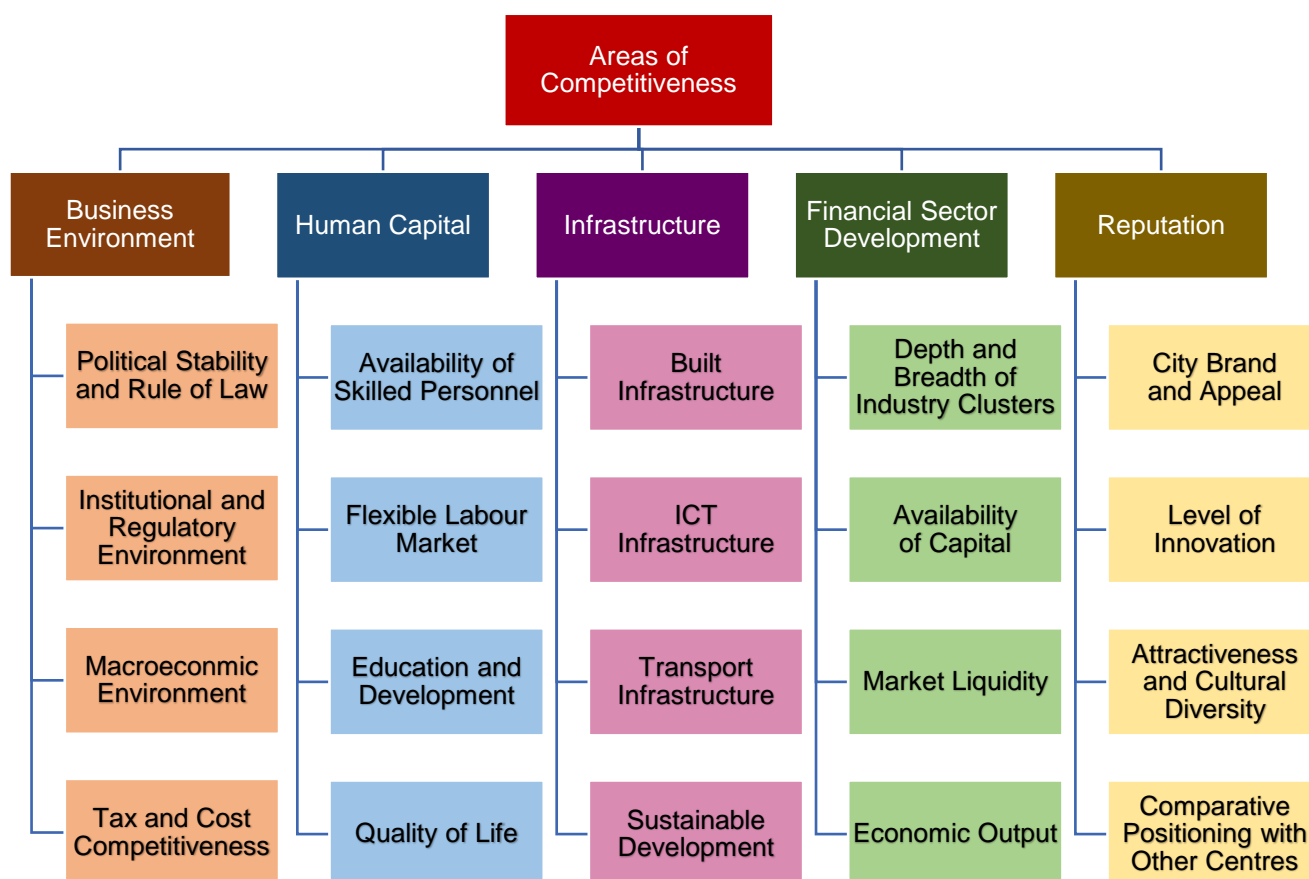 Areas of
Competitiveness
Business
Environment
Human Capital
Infrastructure
Financial Sector
Development
Reputation
Political Stability
and Rule of Law
Availability of
Skilled Personnel
Built
Infrastructure
Depth and
Breadth of
Industry Clusters
City Brand
and Appeal
Institutional and
Regulatory
Environment
Flexible Labour
Market
ICT
Infrastructure
Availability
of Capital
Level of
Innovation
Macroeconmic
Environment
Education and
Development
Transport
Infrastructure
Market Liquidity
Attractiveness
and Cultural
Diversity
Tax and Cost
Competitiveness
Quality of Life
Sustainable
Development
Economic Output
Comparative
Positioning with
Other Centres